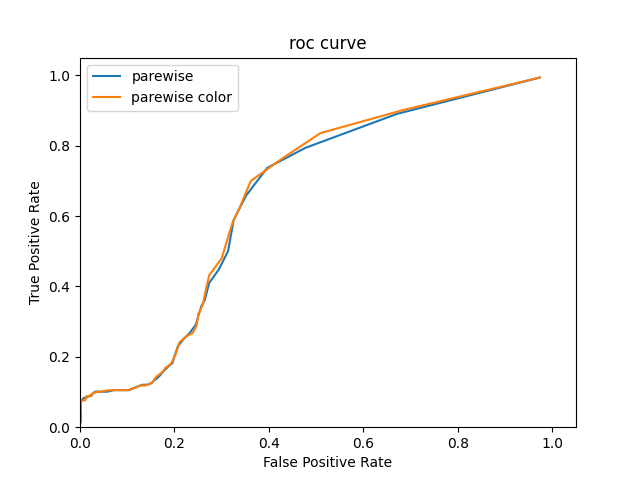 roc curve
parewise
parewise color
1.0
0.8
0.6
0.4
0.2
0.0
True Positive Rate
0.0 0.2 0.4 0.6 0.8 1.0
False Positive Rate